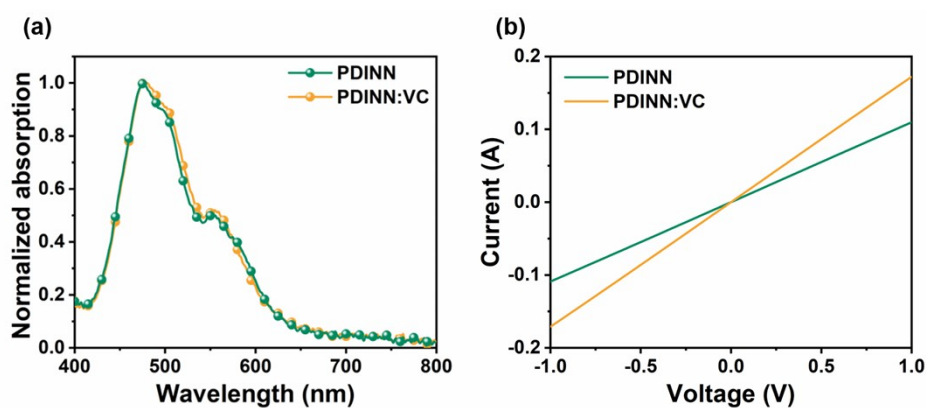 (a)
PDINN
PDINN:VC
Normalized absorption
1.0
0.8
0.6
0.4
0.2
0.0
400 500 600 700 800
Wavelength (nm)
(b)
PDINN
PDINN:VC
Current (A)
0.2
0.1
0.0
-0.1
-0.2
-1.0 -0.5 0.0 0.5 1.0
Voltage (V)